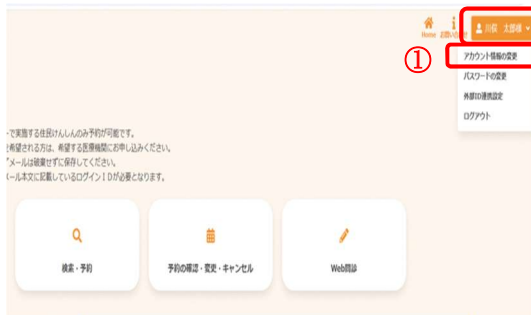 Home
川俣 太郎様
①
アカウント情報の変更
パスワードの変更
外部ID連携設定
ログアウト
で実施する住民けんしんのみ予約が可能です。
を希望される方は、希望する医療機関にお申し込みください。
メールは破棄せずに保存してください。
メール本文に記載しているログインIDが必要となります。
検索・予約
予約の確認・変更・キャンセル
Web問診